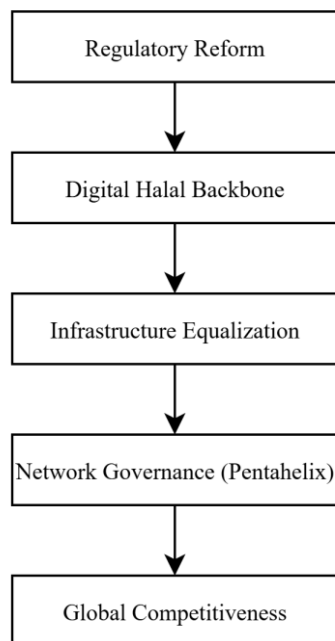 Regulatory Reform
Digital Halal Backbone
Infrastructure Equalization
Network Governance (Pentahelix)
Global Competitiveness